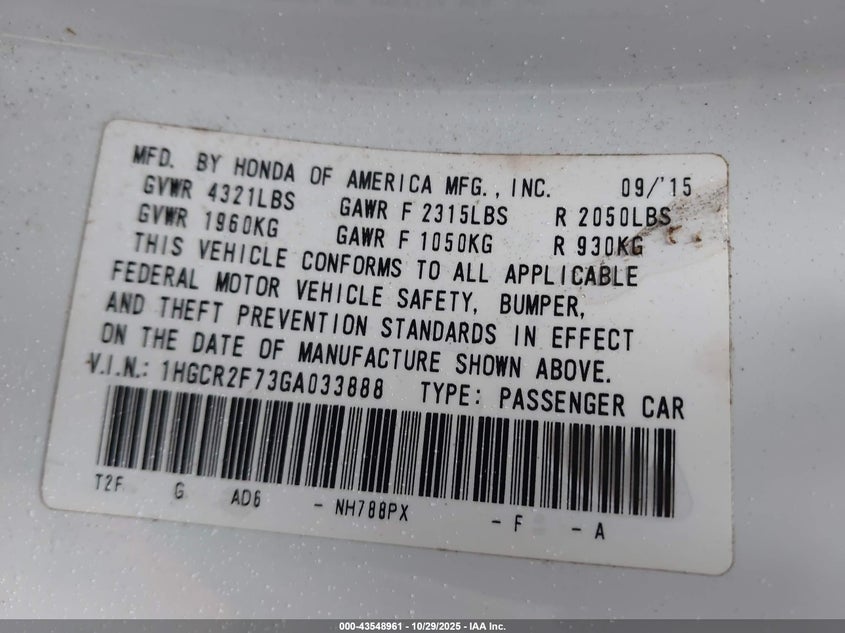 MFD. BY HONDA OF AMERICA MFG., INC. 09/'15
GVWR 4321LBS GAWR F 2315LBS R 2050LBS
GVWR 1960KG GAWR F 1050KG R 930KG
THIS VEHICLE CONFORMS TO ALL APPLICABLE
FEDERAL MOTOR VEHICLE SAFETY, BUMPER,
AND THEFT PREVENTION STANDARDS IN EFFECT
ON THE DATE OF MANUFACTURE SHOWN ABOVE.
V.I.N.: 1HGCR2F73GA033888 TYPE: PASSENGER CAR
T2F G AD6 - NH788PX - F - A
000-43548961 - 10/29/2025 - IAA Inc.